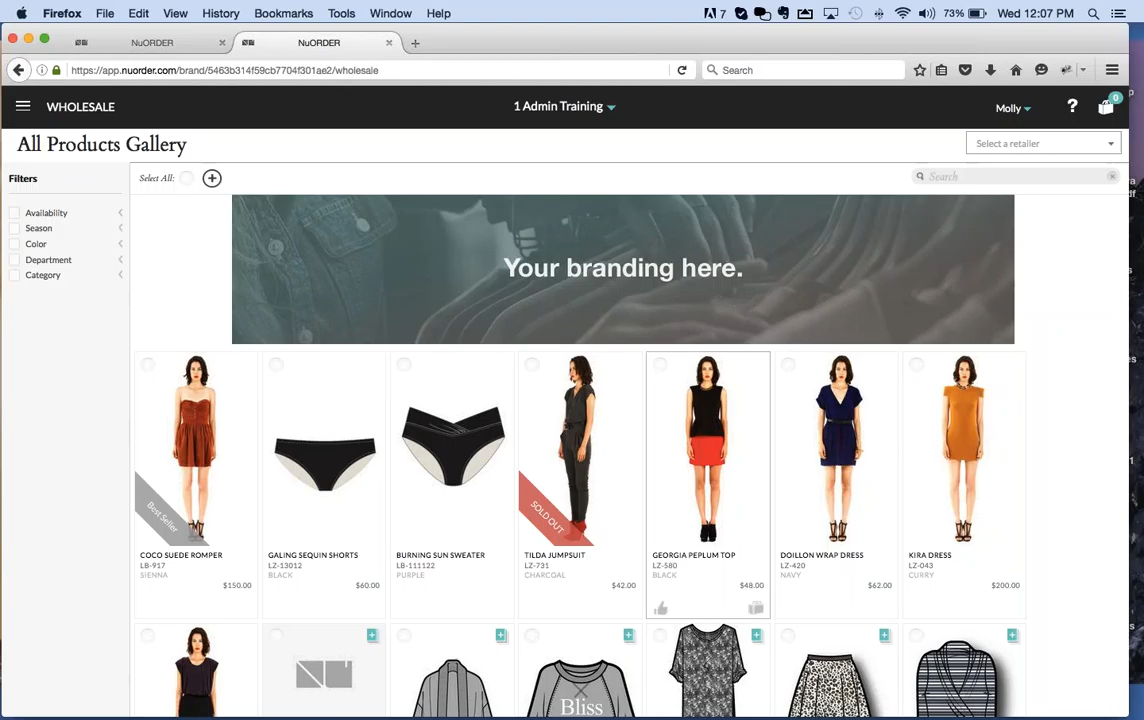 Firefox File Edit View History Bookmarks Tools Window Help 7 73% Wed 12:07 PM
NuORDER NuORDER
https://app.nuorder.com/brand/5463b314f59cb7704f301ae2/wholesale Search
WHOLESALE 1 Admin Training Molly ? 0
All Products Gallery Select a retailer
Filters Select All: Search
Availability
Season
Color
Department
Category
Your branding here.
Best Seller SOLD OUT
COCO SUEDE ROMPER GALING SEQUIN SHORTS BURNING SUN SWEATER TILDA JUMPSUIT GEORGIA PEPLUM TOP DOILLON WRAP DRESS KIRA DRESS
LB-917 LZ-13012 LB-111122 LZ-731 LZ-580 LZ-420 LZ-043
SIENNA BLACK PURPLE CHARCOAL BLACK NAVY CURRY
$150.00 $60.00 $42.00 $48.00 $62.00 $200.00
Bliss